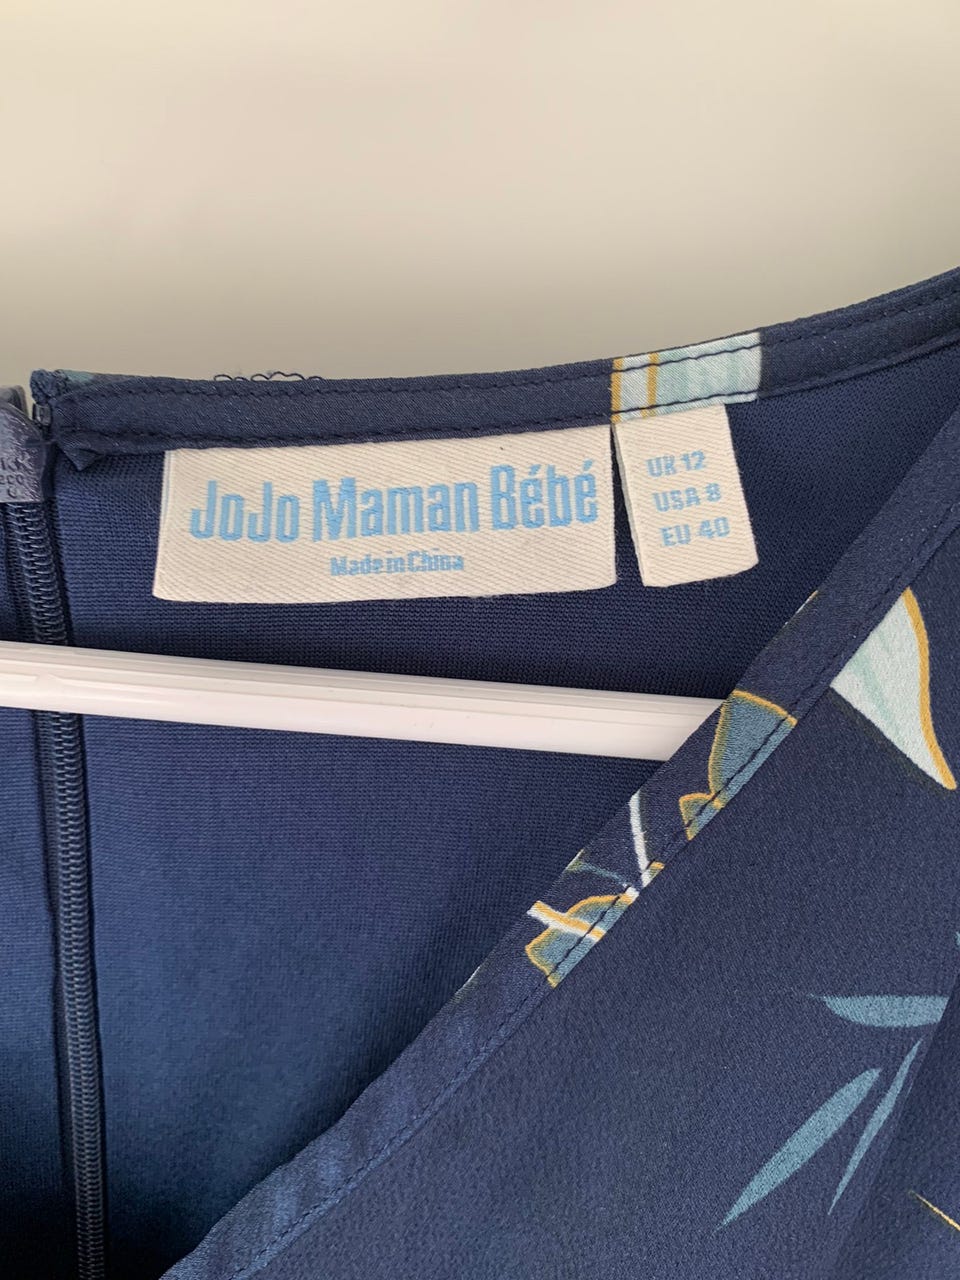 JoJo Maman Bébé
Made in China
UK 12
USA 8
EU 40